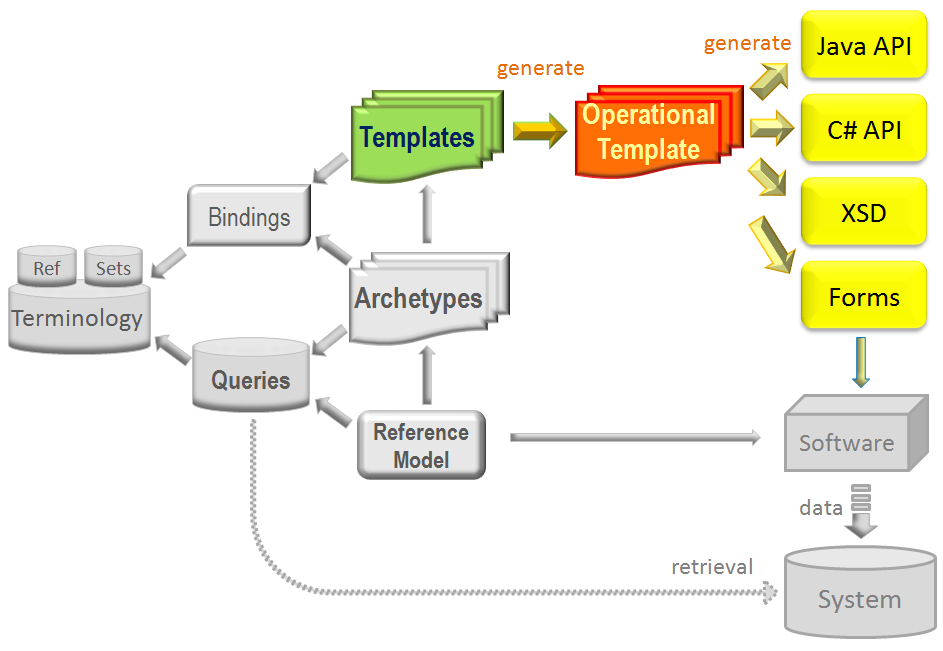 generate
Java API
generate
Templates
Operational
Template
C# API
Bindings
XSD
Ref
Sets
Terminology
Archetypes
Forms
Queries
Reference
Model
Software
data
retrieval
System